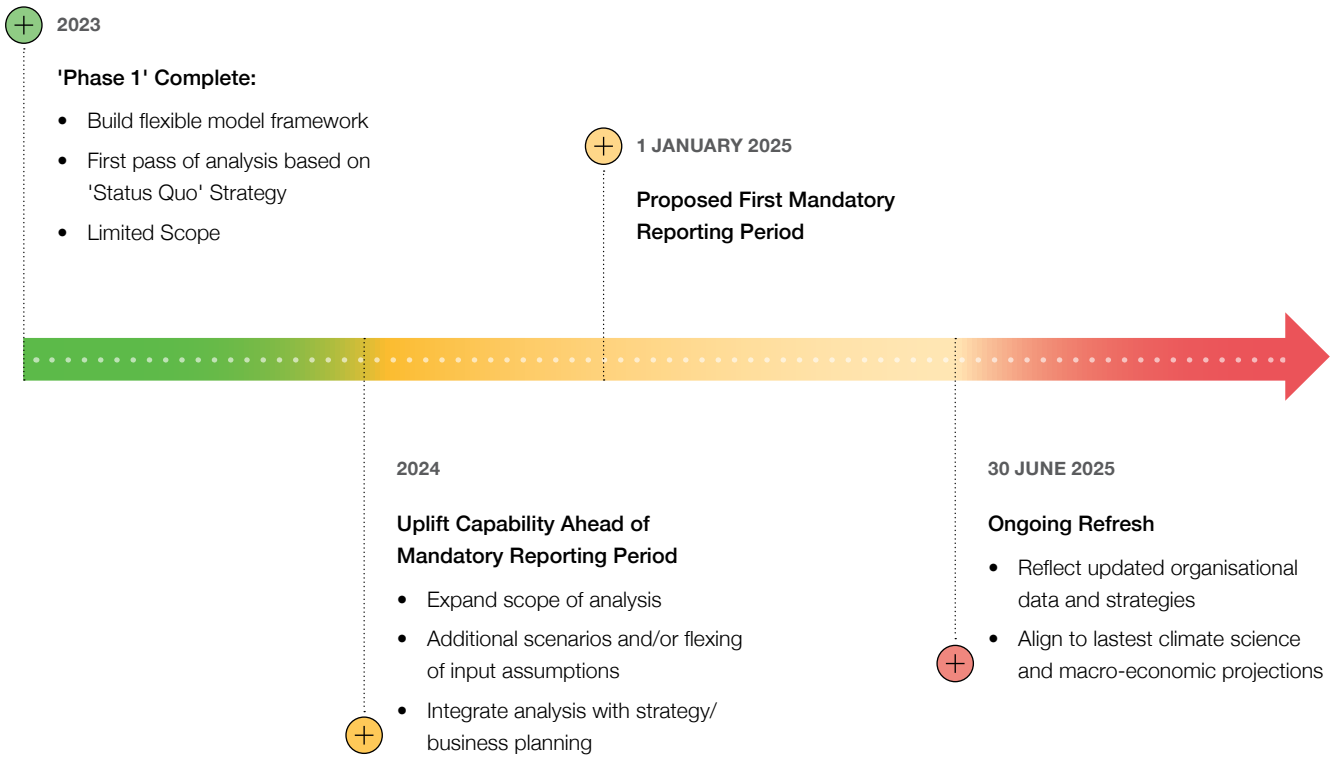 2023
'Phase 1' Complete:
• Build flexible model framework
• First pass of analysis based on
'Status Quo' Strategy
• Limited Scope
1 JANUARY 2025
Proposed First Mandatory
Reporting Period
2024
Uplift Capability Ahead of
Mandatory Reporting Period
• Expand scope of analysis
• Additional scenarios and/or flexing
of input assumptions
• Integrate analysis with strategy/
business planning
30 JUNE 2025
Ongoing Refresh
• Reflect updated organisational
data and strategies
• Align to lastest climate science
and macro-economic projections